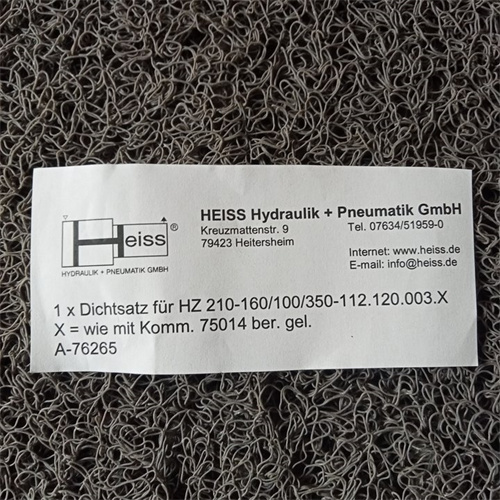 HEISS Hydraulik + Pneumatik GmbH
Kreuzmattenstr. 9 Tel. 07634/51959-0
79423 Heitersheim
Internet: www.heiss.de
E-mail: info@heiss.de
Heiss®
HYDRAULIK + PNEUMATIK GMBH
1 x Dichtsatz für HZ 210-160/100/350-112.120.003.X
X = wie mit Komm. 75014 ber. gel.
A-76265